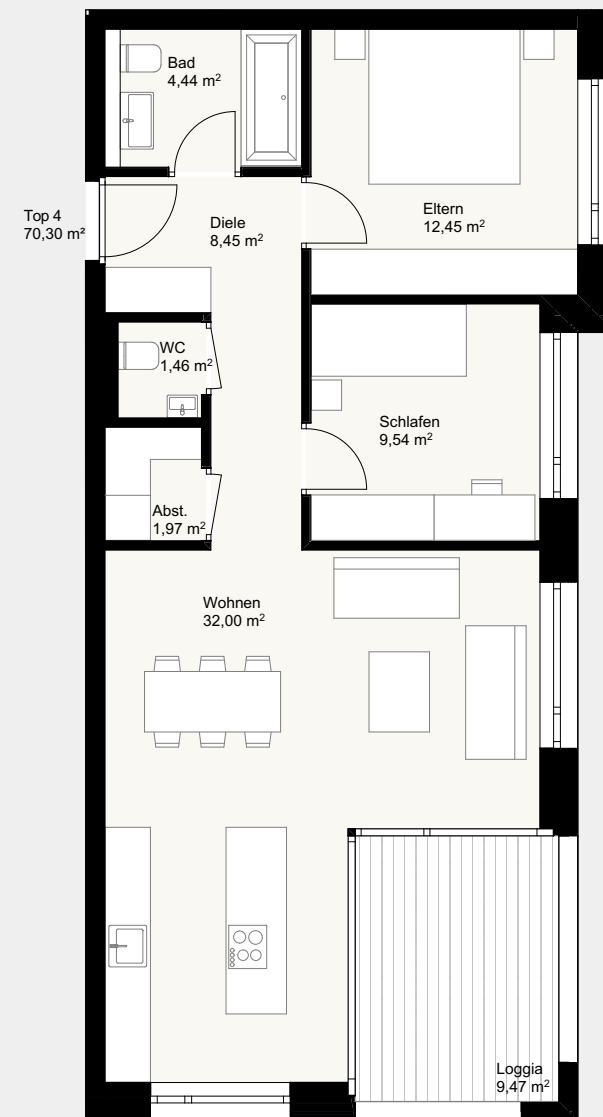 Bad
4,44 m²
Top 4
70,30 m²
Diele
8,45 m²
Eltern
12,45 m²
WC
1,46 m²
Schlafen
9,54 m²
Abst.
1,97 m²
Wohnen
32,00 m²
Loggia
9,47 m²